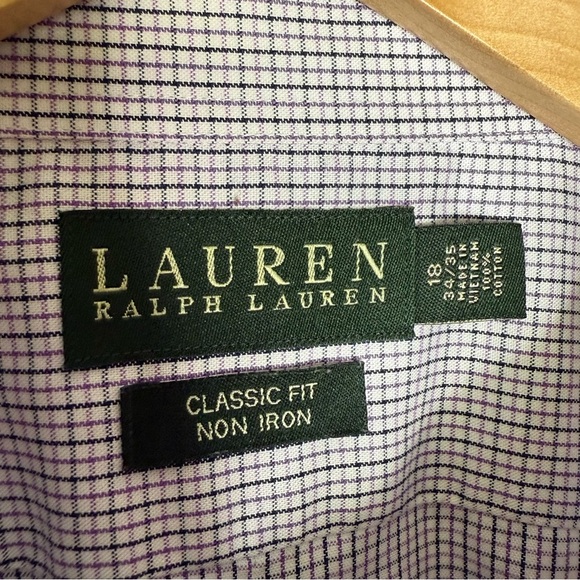 LAUREN
RALPH LAUREN
18
34/35
MADE IN
VIETNAM
100%
COTTON
CLASSIC FIT
NON IRON